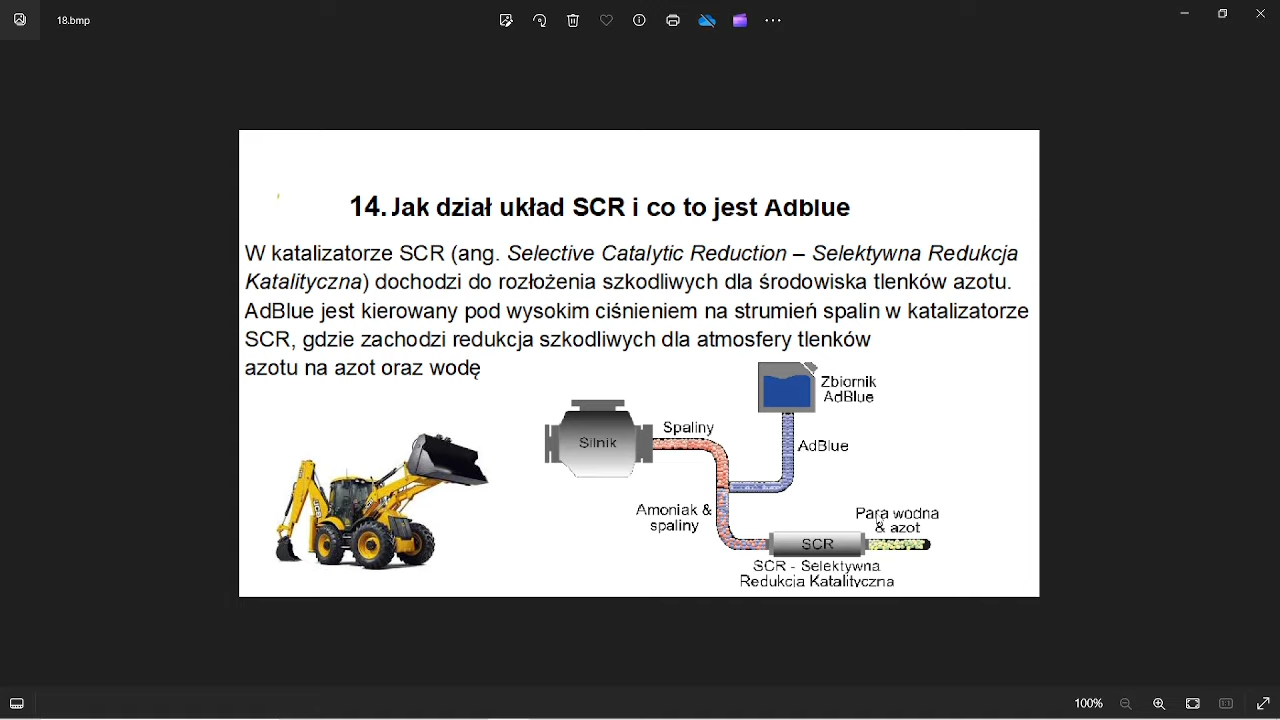 18.bmp
14. Jak dział układ SCR i co to jest Adblue
W katalizatorze SCR (ang. Selective Catalytic Reduction – Selektywna Redukcja
Katalityczna) dochodzi do rozłożenia szkodliwych dla środowiska tlenków azotu.
AdBlue jest kierowany pod wysokim ciśnieniem na strumień spalin w katalizatorze
SCR, gdzie zachodzi redukcja szkodliwych dla atmosfery tlenków
azotu na azot oraz wodę
Zbiornik
AdBlue
Spaliny
Silnik
AdBlue
Amoniak &
spaliny
Para wodna
& azot
SCR
SCR - Selektywna
Redukcja Katalityczna
JCB
100%